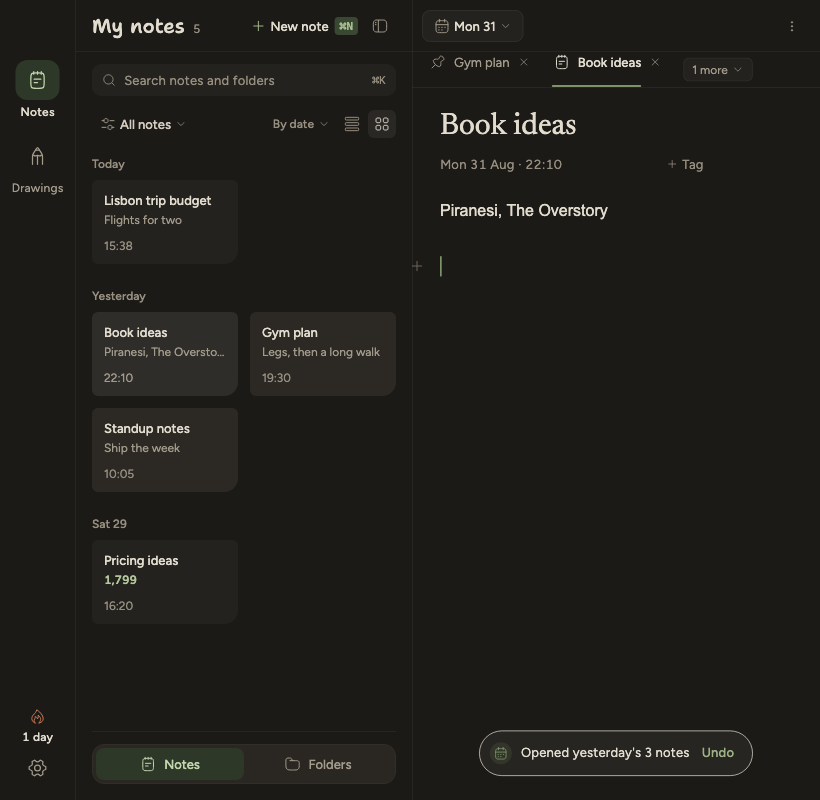 My notes 5
+ New note ⌘N
Mon 31
Gym plan
Book ideas
1 more
Notes
Drawings
Search notes and folders ⌘K
All notes
By date
Today
Lisbon trip budget
Flights for two
15:38
Yesterday
Book ideas
Piranesi, The Oversto...
22:10
Gym plan
Legs, then a long walk
19:30
Standup notes
Ship the week
10:05
Sat 29
Pricing ideas
1,799
16:20
Notes
Folders
1 day
Book ideas
Mon 31 Aug · 22:10
+ Tag
Piranesi, The Overstory
Opened yesterday's 3 notes Undo